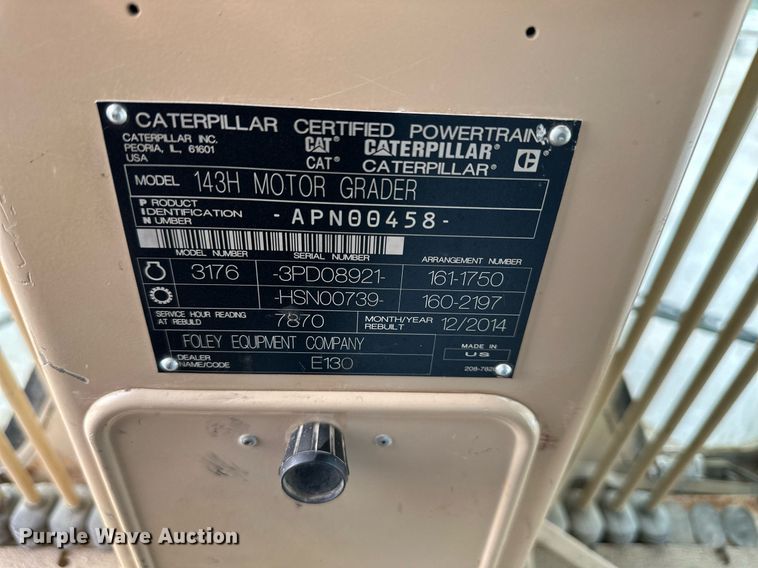 CATERPILLAR CERTIFIED POWERTRAIN
CATERPILLAR INC.
PEORIA, IL, 61601
USA
CAT® CATERPILLAR®
CAT® CATERPILLAR®
MODEL 143H MOTOR GRADER
PRODUCT
IDENTIFICATION
NUMBER
-APN00458-
MODEL NUMBER SERIAL NUMBER ARRANGEMENT NUMBER
3176 -3PD08921- 161-1750
-HSN00739- 160-2197
SERVICE HOUR READING
AT REBUILD
7870
MONTH/YEAR
REBUILT
12/2014
FOLEY EQUIPMENT COMPANY
DEALER
NAME/CODE
E130
MADE IN
US
Purple Wave Auction